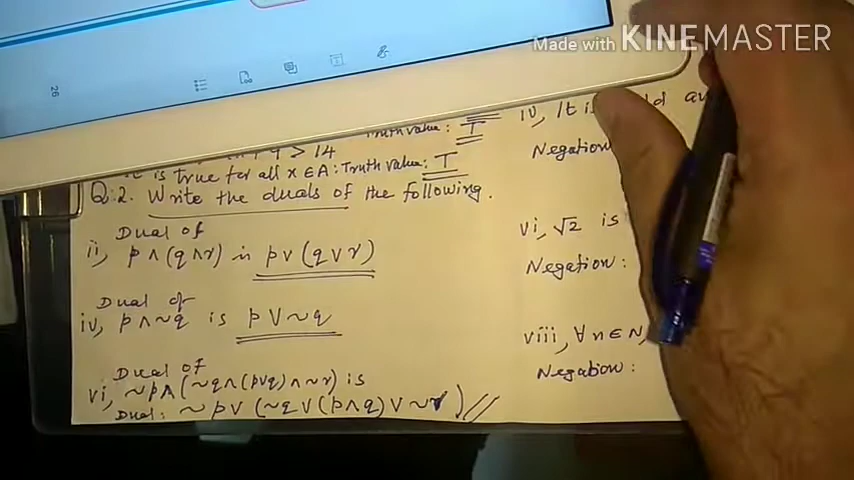 Made with KINEMASTER
26
Truth value: T
> 14
is true for all x ∈ A : Truth value: T
Q:2. Write the duals of the following.
Dual of
ii, p ∧ (q ∧ r) is p ∨ (q ∨ r)
Dual of
iv, p ∧ ~q is p ∨ ~q
Dual of
vi, ~p ∧ (~q ∧ (p ∨ q) ∧ ~r) is
Dual: ~p ∨ (~q ∨ (p ∧ q) ∨ ~r)
iv, It is
Negation
vi, √2 is
Negation:
viii, ∀ n ∈ N,
Negation: